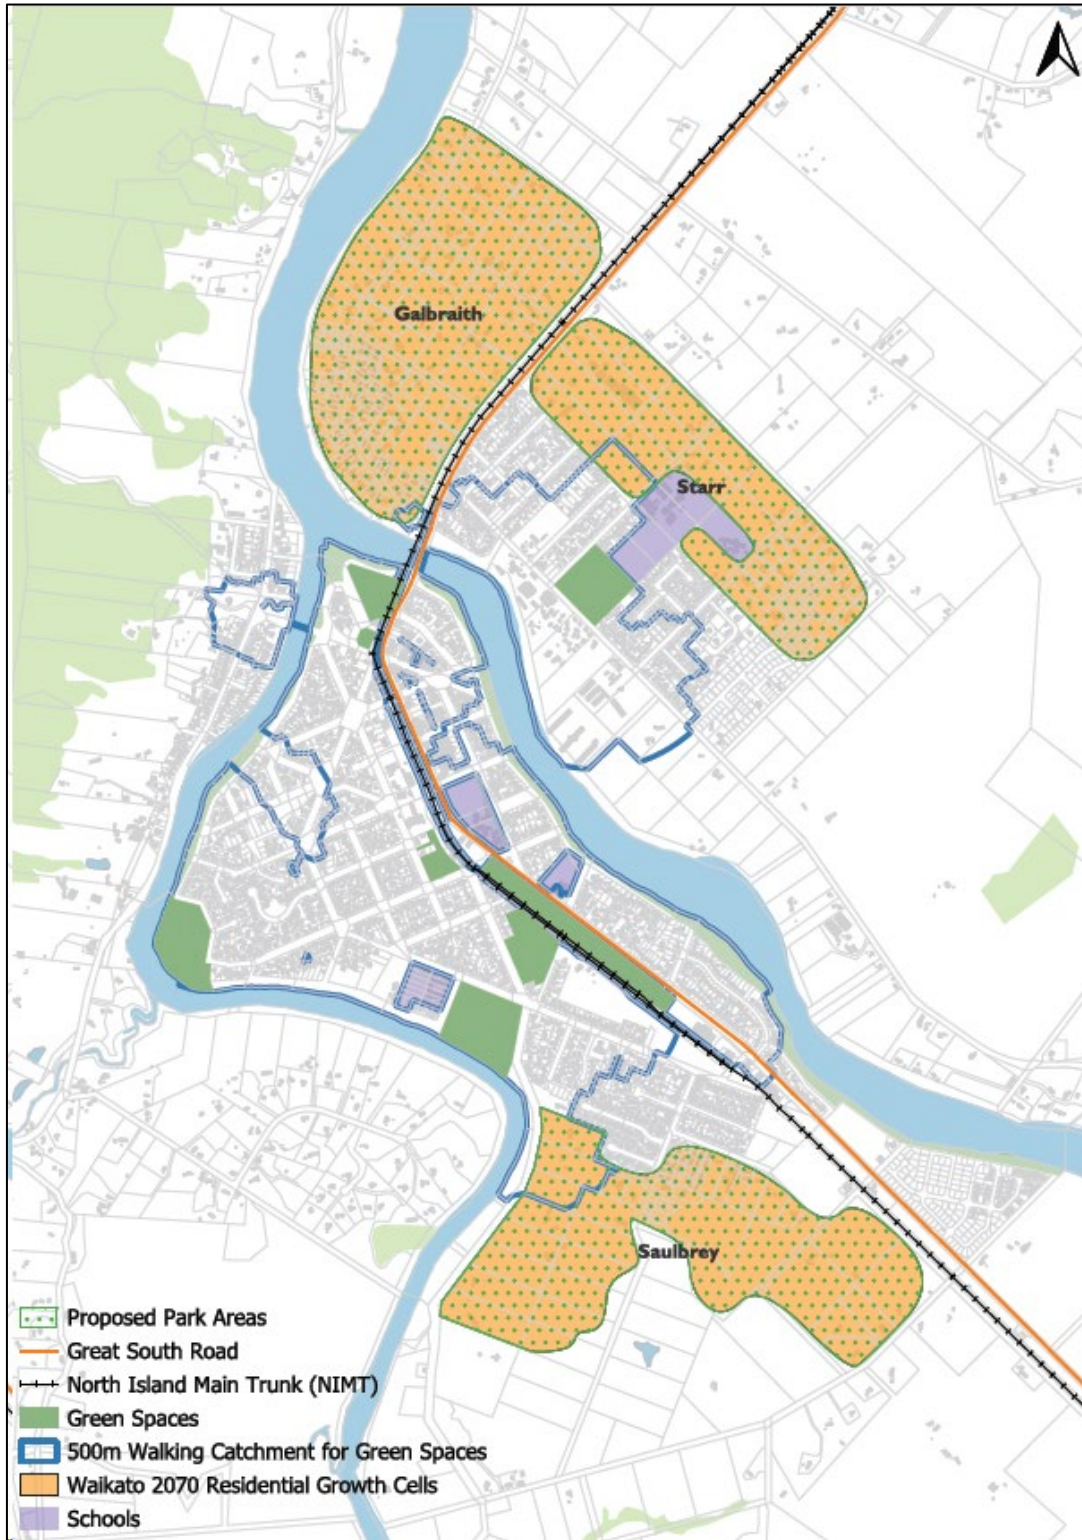 Galbraith
Starr
Saulbrey
Proposed Park Areas
Great South Road
North Island Main Trunk (NIMT)
Green Spaces
500m Walking Catchment for Green Spaces
Waikato 2070 Residential Growth Cells
Schools